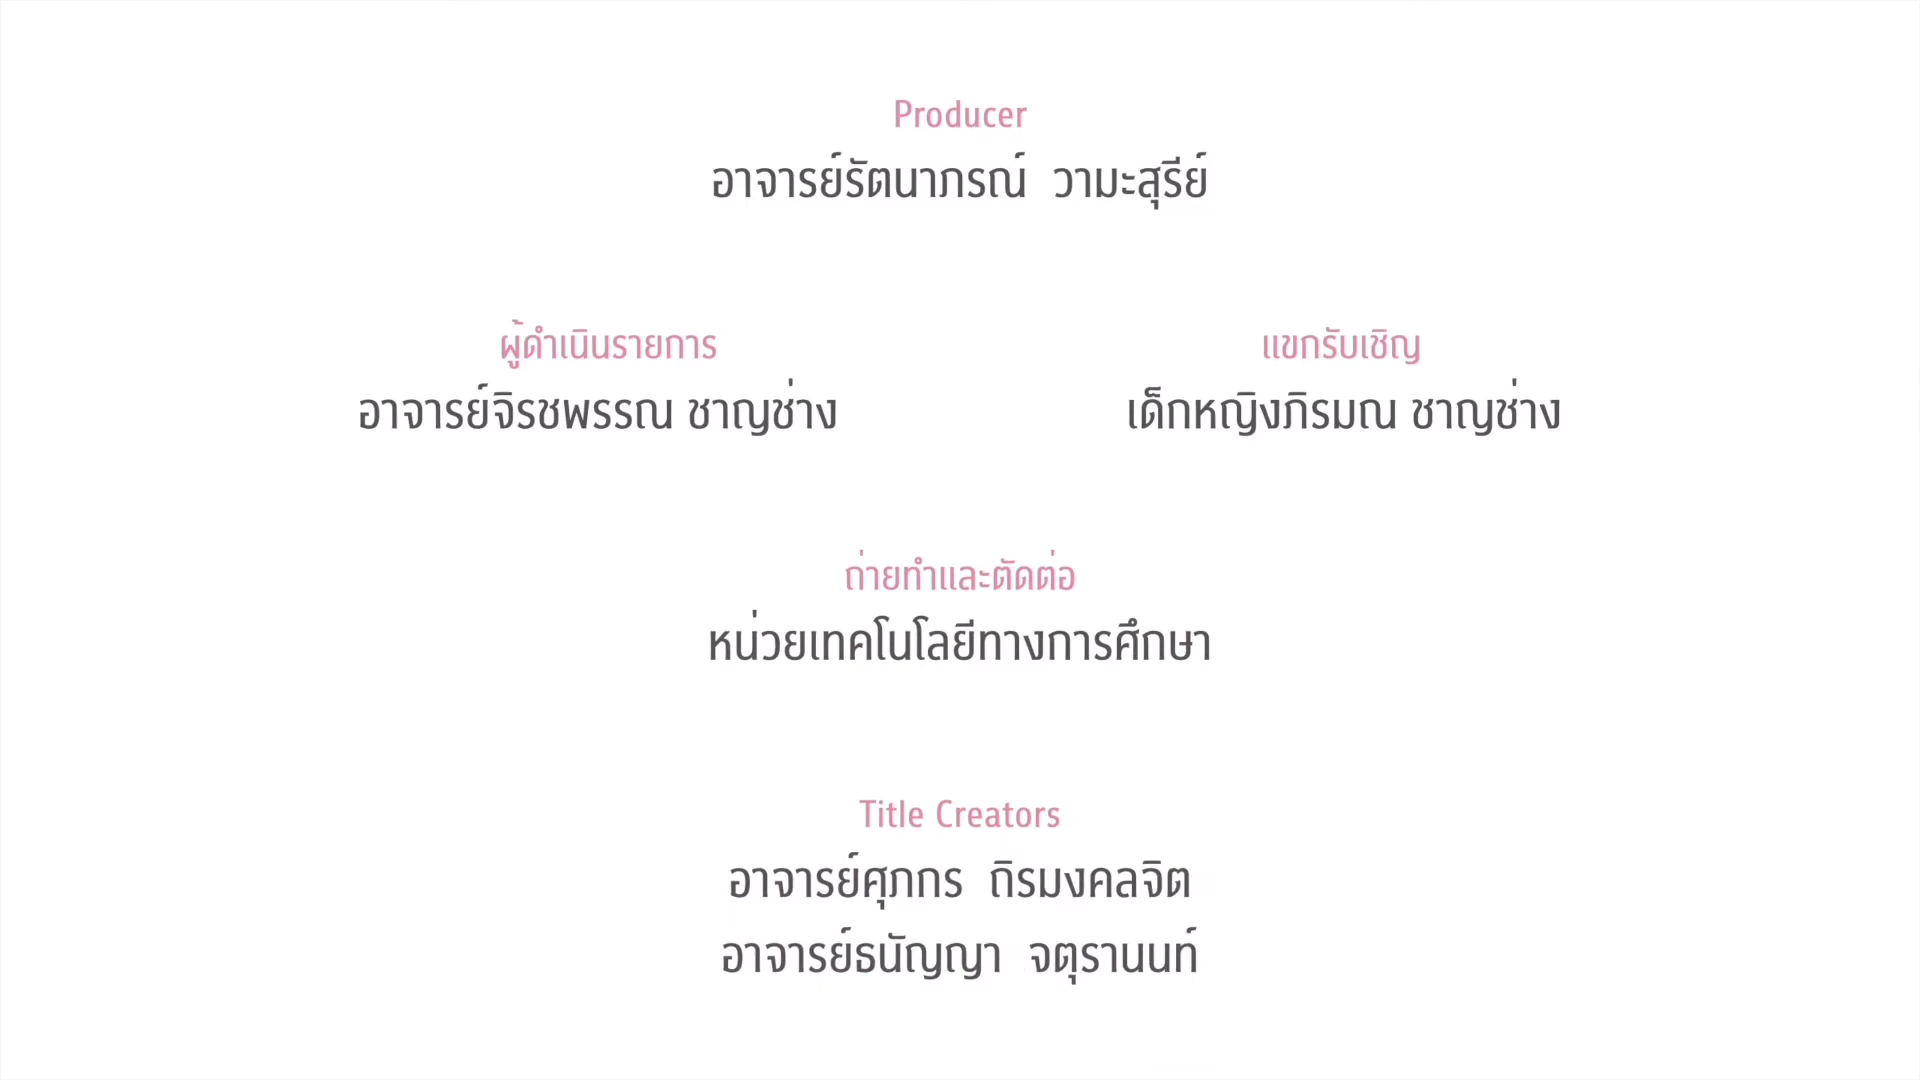 Producer
อาจารย์รัตนาภรณ์ วามะสุรีย์
ผู้ดำเนินรายการ
อาจารย์จิรชพรรณ ชาญช่าง
แขกรับเชิญ
เด็กหญิงภิรมณ ชาญช่าง
ถ่ายทำและตัดต่อ
หน่วยเทคโนโลยีทางการศึกษา
Title Creators
อาจารย์ศุภกร ถิรมงคลจิต
อาจารย์ธนัญญา จตุรานนท์